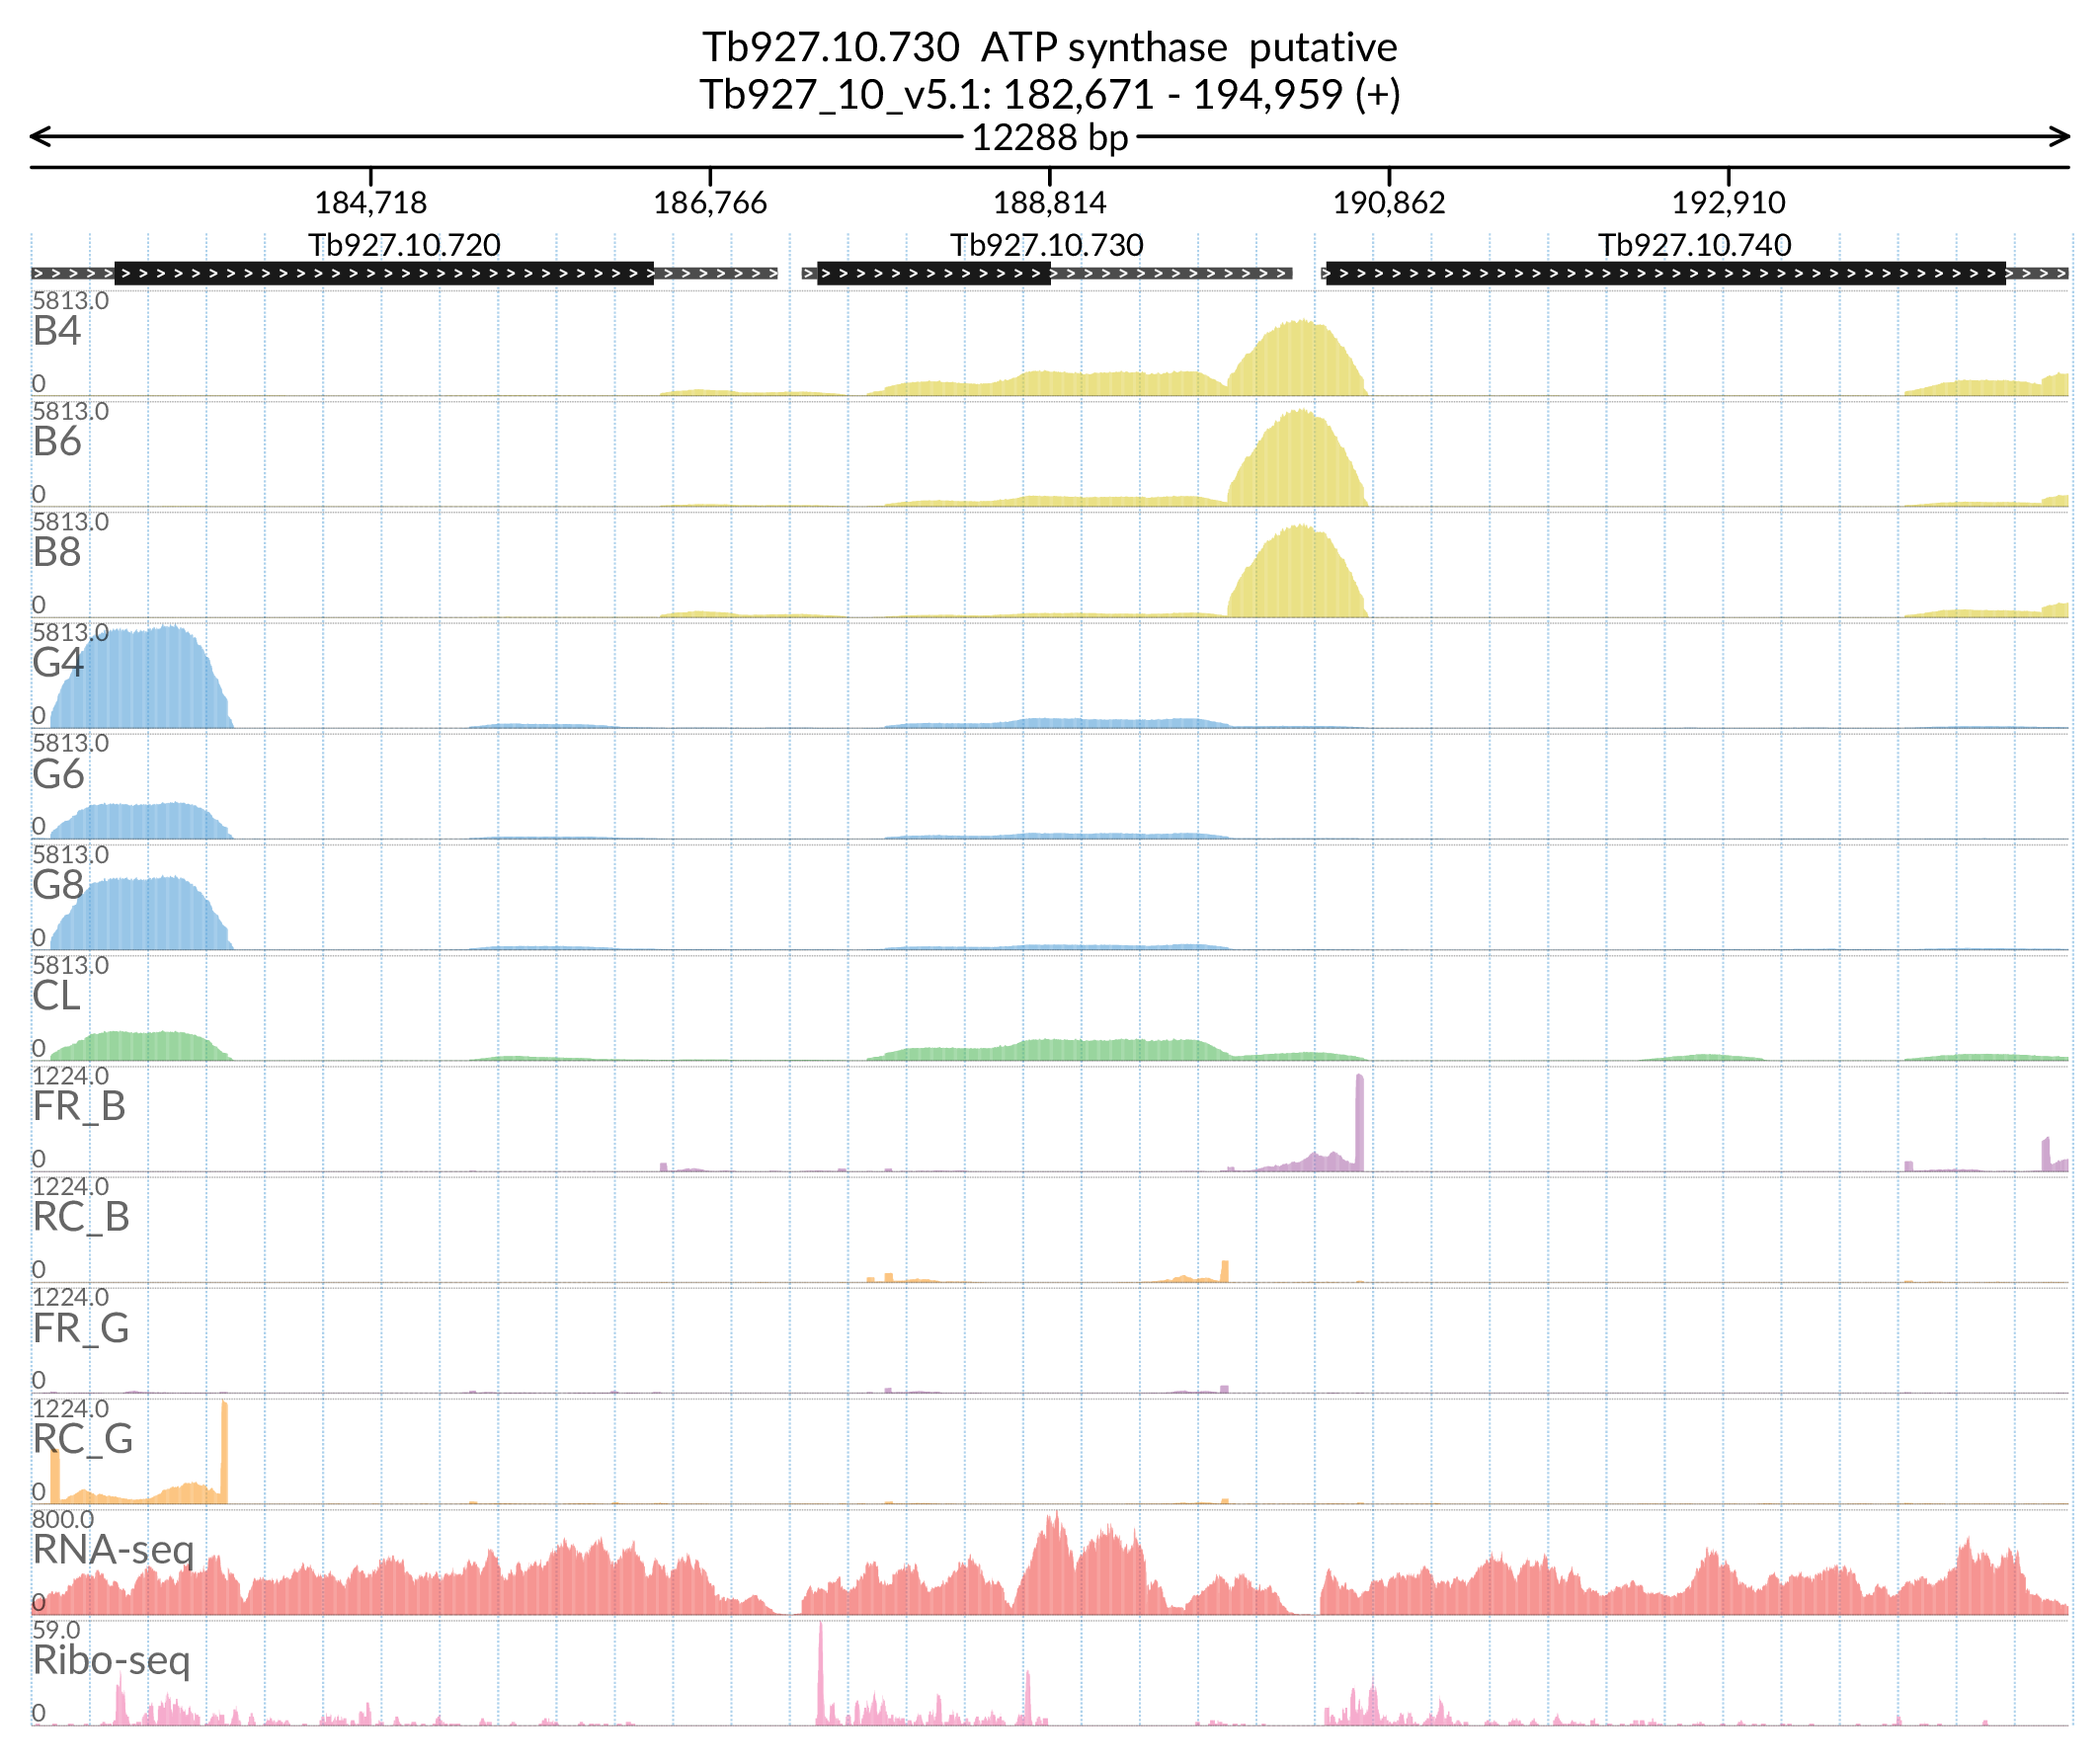 Tb927.10.730  ATP synthase  putative
Tb927_10_v5.1: 182,671 - 194,959 (+)
12288 bp
184,718 186,766 188,814 190,862 192,910
Tb927.10.720 Tb927.10.730 Tb927.10.740
5813.0
B4
0
5813.0
B6
0
5813.0
B8
0
5813.0
G4
0
5813.0
G6
0
5813.0
G8
0
5813.0
CL
0
1224.0
FR_B
0
1224.0
RC_B
0
1224.0
FR_G
0
1224.0
RC_G
0
800.0
RNA-seq
0
59.0
Ribo-seq
0